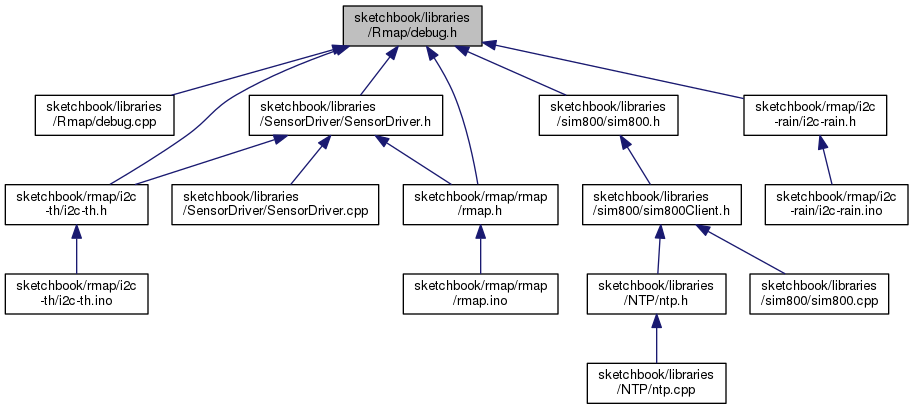 sketchbook/libraries
/Rmap/debug.h
sketchbook/libraries
/Rmap/debug.cpp
sketchbook/libraries
/SensorDriver/SensorDriver.h
sketchbook/libraries
/sim800/sim800.h
sketchbook/rmap/i2c
-rain/i2c-rain.h
sketchbook/rmap/i2c
-th/i2c-th.h
sketchbook/libraries
/SensorDriver/SensorDriver.cpp
sketchbook/rmap/rmap
/rmap.h
sketchbook/libraries
/sim800/sim800Client.h
sketchbook/rmap/i2c
-rain/i2c-rain.ino
sketchbook/rmap/i2c
-th/i2c-th.ino
sketchbook/rmap/rmap
/rmap.ino
sketchbook/libraries
/NTP/ntp.h
sketchbook/libraries
/sim800/sim800.cpp
sketchbook/libraries
/NTP/ntp.cpp